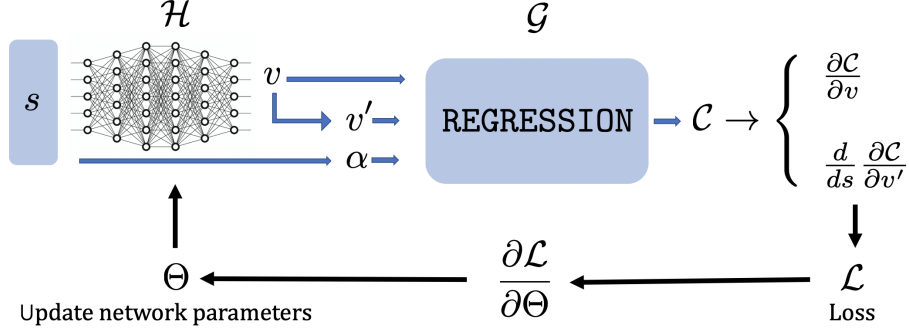 ℋ
𝒢
s
v
v′
α
REGRESSION
𝒞 →
∂𝒞/∂v
d/ds ∂𝒞/∂v′
Θ
∂ℒ/∂Θ
ℒ
Update network parameters
Loss